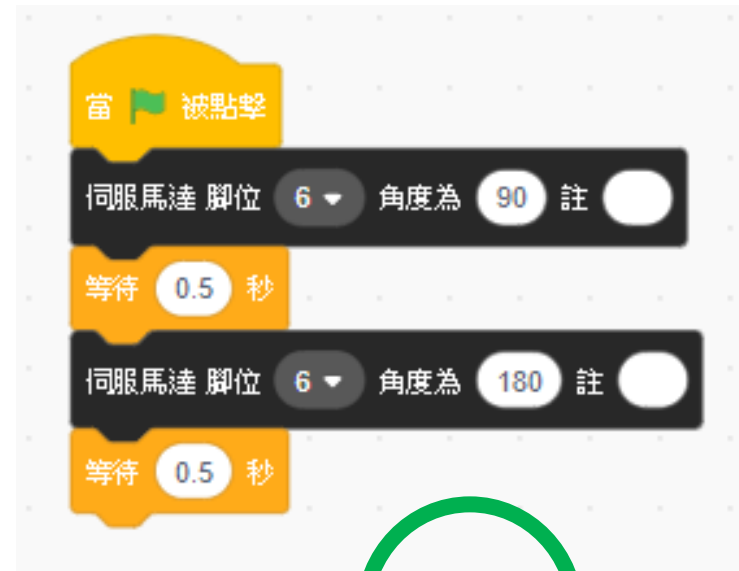 當 被點擊
伺服馬達 腳位 6 角度為 90 註
等待 0.5 秒
伺服馬達 腳位 6 角度為 180 註
等待 0.5 秒